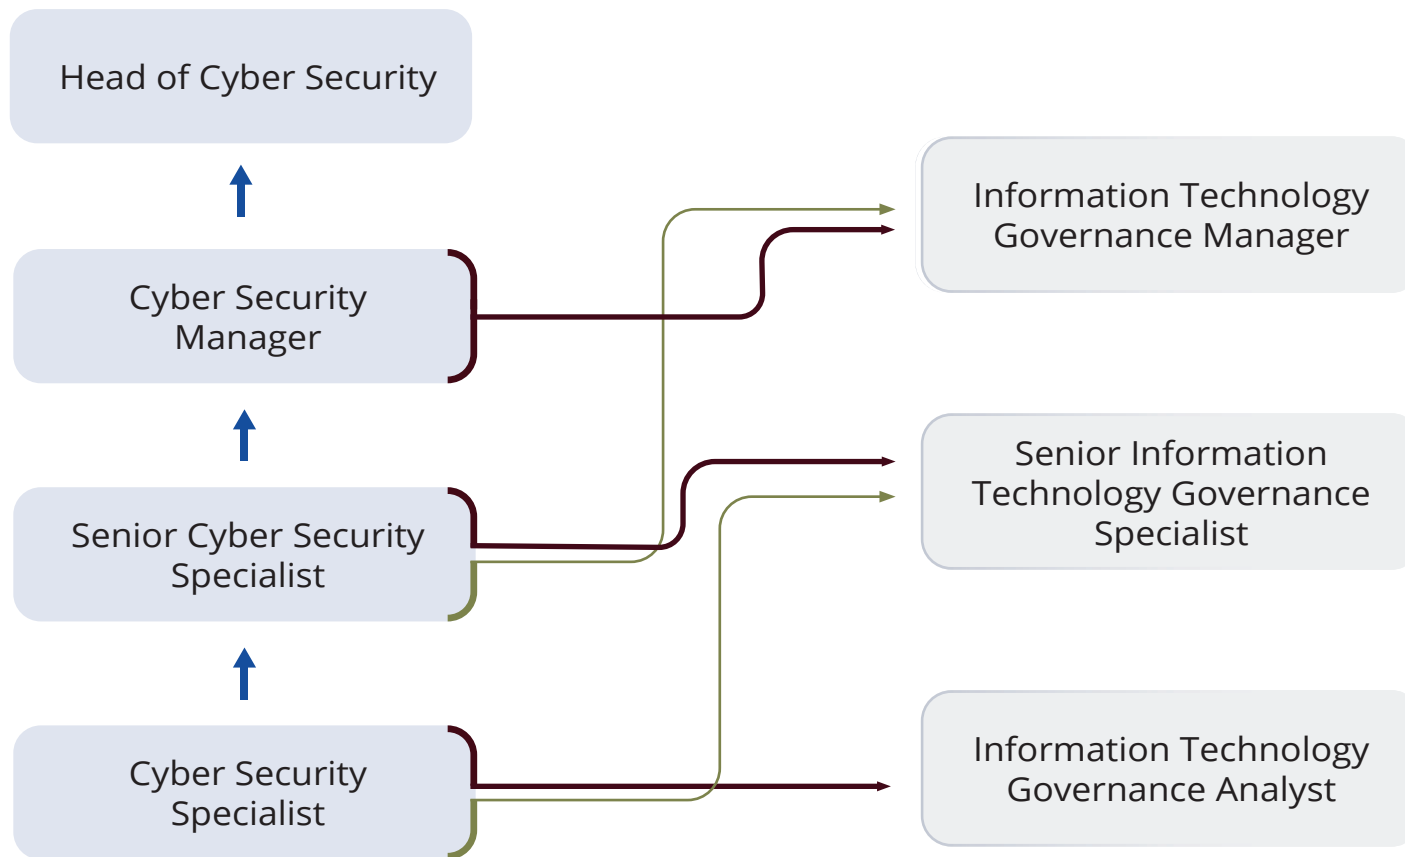 Head of Cyber Security
Cyber Security
Manager
Senior Cyber Security
Specialist
Cyber Security
Specialist
Information Technology
Governance Manager
Senior Information
Technology Governance
Specialist
Information Technology
Governance Analyst